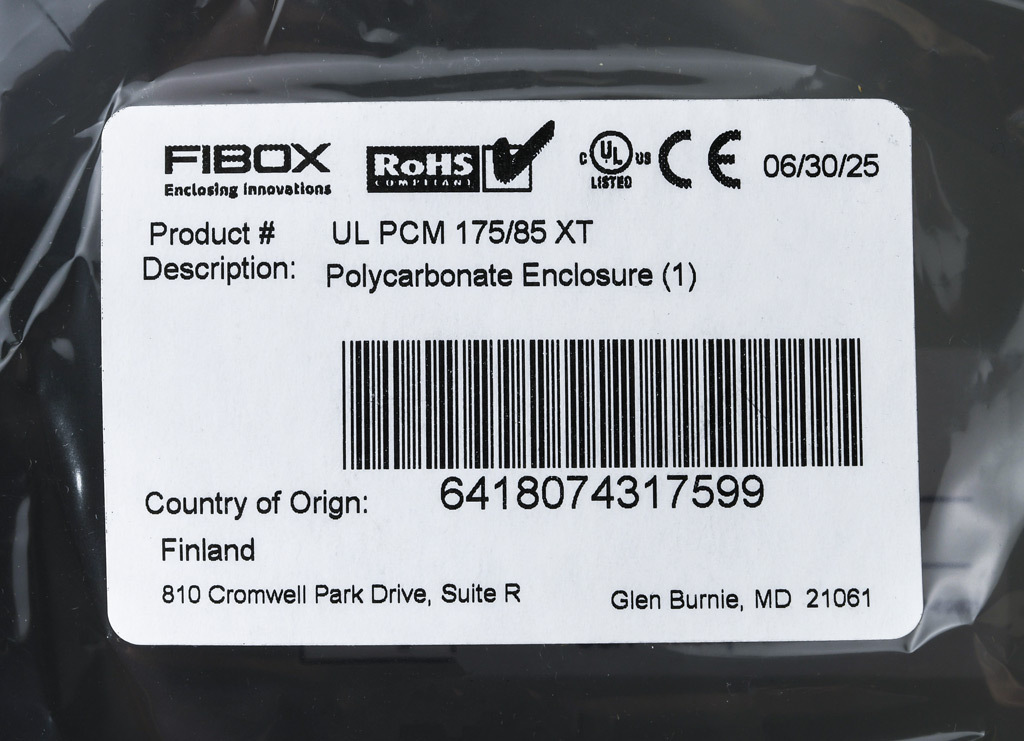 FIBOX
Enclosing Innovations
RoHS
COMPLIANT
C UL US
LISTED
CE
06/30/25
Product # UL PCM 175/85 XT
Description: Polycarbonate Enclosure (1)
6418074317599
Country of Orign:
Finland
810 Cromwell Park Drive, Suite R Glen Burnie, MD 21061